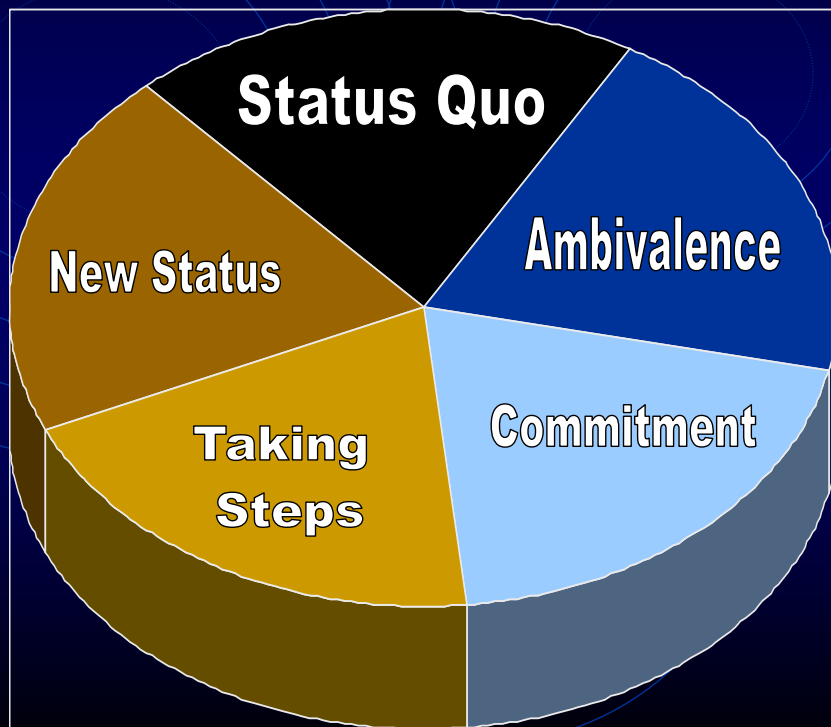 Status Quo
Ambivalence
New Status
Commitment
Taking
Steps